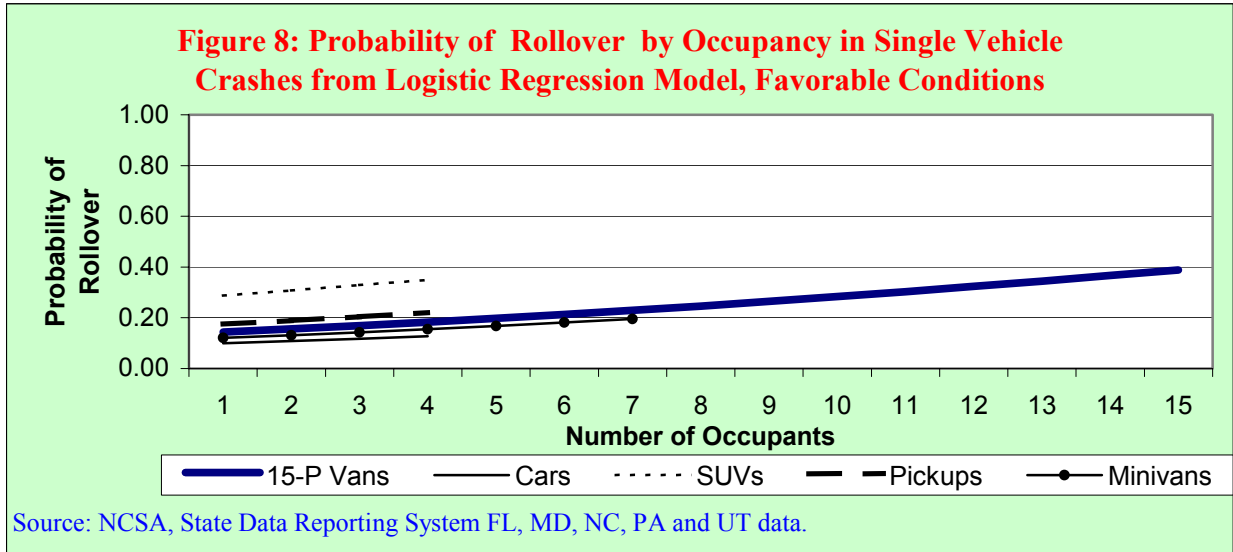 Figure 8: Probability of Rollover by Occupancy in Single Vehicle
Crashes from Logistic Regression Model, Favorable Conditions
Probability of
Rollover
1.00
0.80
0.60
0.40
0.20
0.00
1 2 3 4 5 6 7 8 9 10 11 12 13 14 15
Number of Occupants
15-P Vans Cars SUVs Pickups Minivans
Source: NCSA, State Data Reporting System FL, MD, NC, PA and UT data.